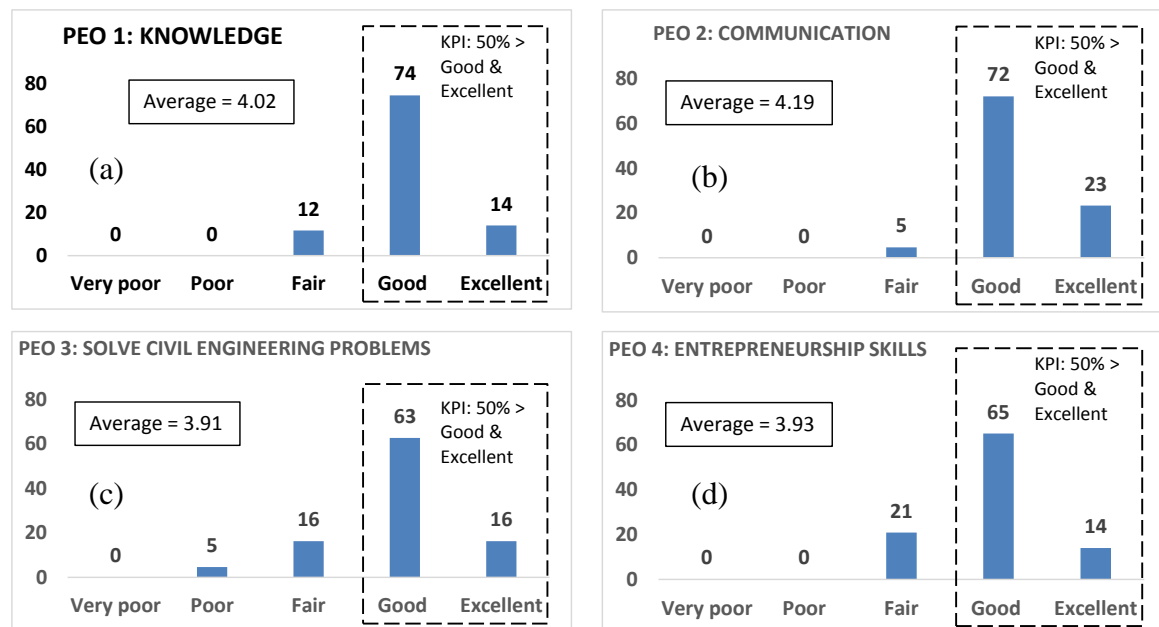 PEO 1: KNOWLEDGE
KPI: 50% >
Good &
Excellent
Average = 4.02
(a)
80
60
40
20
0
0
0
12
74
14
Very poor
Poor
Fair
Good
Excellent
PEO 2: COMMUNICATION
KPI: 50% >
Good &
Excellent
Average = 4.19
(b)
80
60
40
20
0
0
0
5
72
23
Very poor
Poor
Fair
Good
Excellent
PEO 3: SOLVE CIVIL ENGINEERING PROBLEMS
KPI: 50% >
Good &
Excellent
Average = 3.91
(c)
80
60
40
20
0
0
5
16
63
16
Very poor
Poor
Fair
Good
Excellent
PEO 4: ENTREPRENEURSHIP SKILLS
KPI: 50% >
Good &
Excellent
Average = 3.93
(d)
80
60
40
20
0
0
0
21
65
14
Very poor
Poor
Fair
Good
Excellent